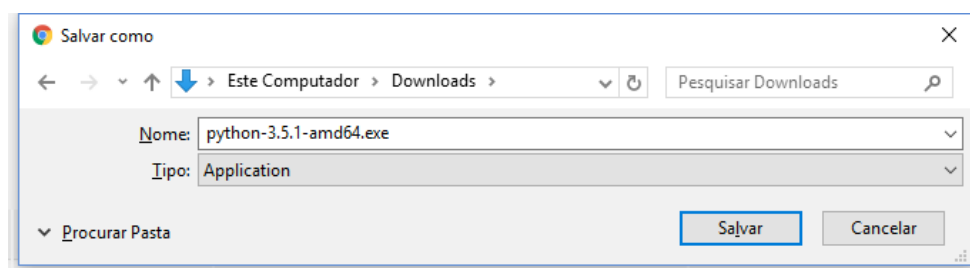 Salvar como
Este Computador > Downloads > Pesquisar Downloads
Nome: python-3.5.1-amd64.exe
Tipo: Application
Procurar Pasta Salvar Cancelar